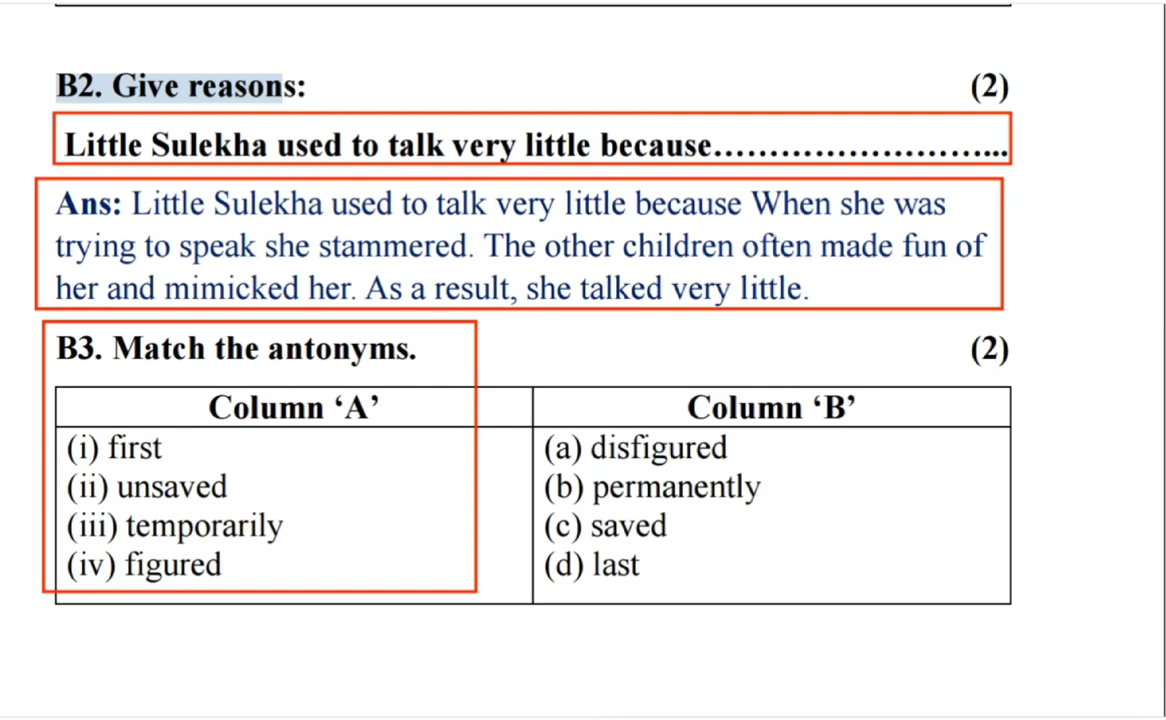 B2. Give reasons: (2)
Little Sulekha used to talk very little because…………………………...
Ans: Little Sulekha used to talk very little because When she was
trying to speak she stammered. The other children often made fun of
her and mimicked her. As a result, she talked very little.
B3. Match the antonyms. (2)
Column ‘A’ Column ‘B’
(i) first (a) disfigured
(ii) unsaved (b) permanently
(iii) temporarily (c) saved
(iv) figured (d) last